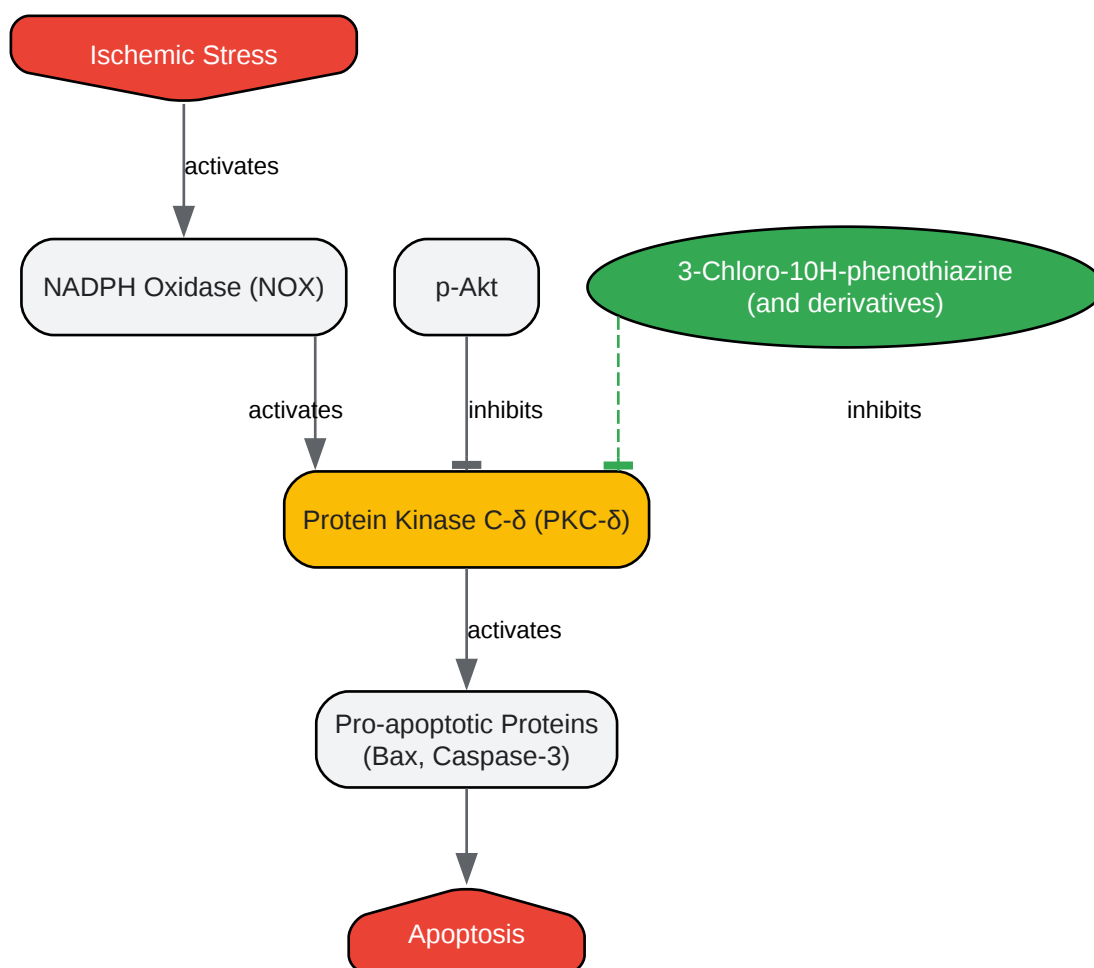 Ischemic Stress
activates
NADPH Oxidase (NOX)
p-Akt
3-Chloro-10H-phenothiazine
(and derivatives)
activates
inhibits
inhibits
Protein Kinase C-δ (PKC-δ)
activates
Pro-apoptotic Proteins
(Bax, Caspase-3)
Apoptosis